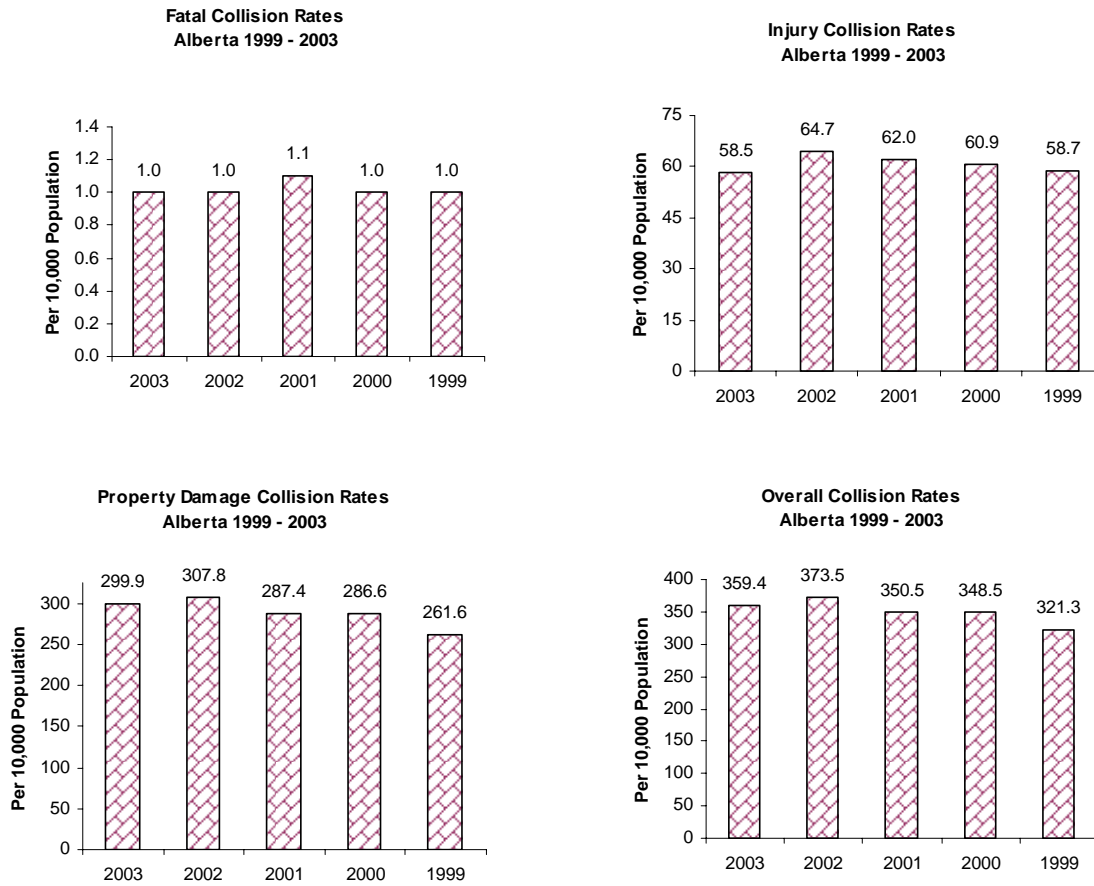 Fatal Collision Rates
Alberta 1999 - 2003
Per 10,000 Population
1.4
1.2
1.0
0.8
0.6
0.4
0.2
0.0
1.0 1.0 1.1 1.0 1.0
2003 2002 2001 2000 1999
Injury Collision Rates
Alberta 1999 - 2003
Per 10,000 Population
75
60
45
30
15
0
58.5 64.7 62.0 60.9 58.7
2003 2002 2001 2000 1999
Property Damage Collision Rates
Alberta 1999 - 2003
Per 10,000 Population
300
250
200
150
100
50
0
299.9 307.8 287.4 286.6 261.6
2003 2002 2001 2000 1999
Overall Collision Rates
Alberta 1999 - 2003
Per 10,000 Population
400
350
300
250
200
150
100
50
0
359.4 373.5 350.5 348.5 321.3
2003 2002 2001 2000 1999